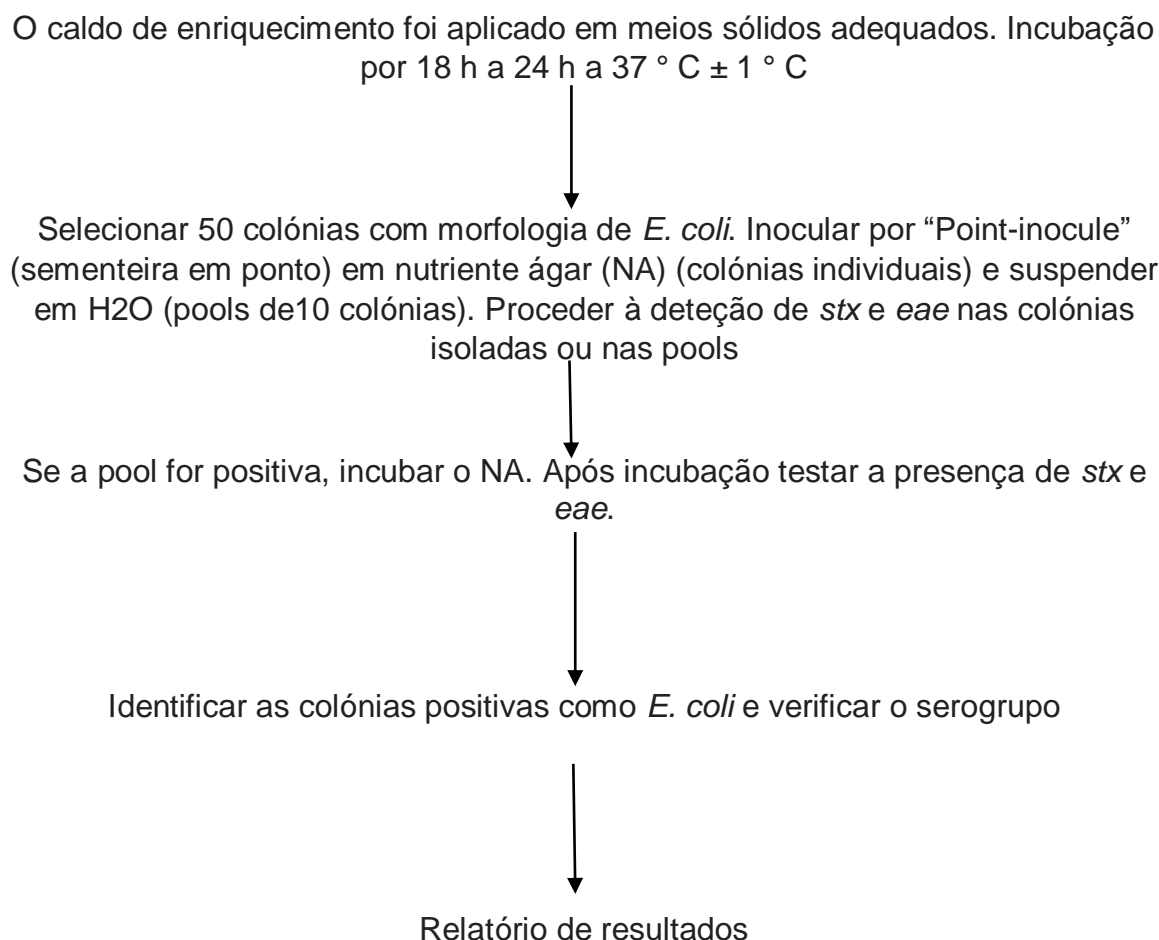 O caldo de enriquecimento foi aplicado em meios sólidos adequados. Incubação
por 18 h a 24 h a 37 ° C ± 1 ° C
Selecionar 50 colónias com morfologia de E. coli. Inocular por “Point-inocule”
(sementeira em ponto) em nutriente ágar (NA) (colónias individuais) e suspender
em H2O (pools de10 colónias). Proceder à deteção de stx e eae nas colónias
isoladas ou nas pools
Se a pool for positiva, incubar o NA. Após incubação testar a presença de stx e
eae.
Identificar as colónias positivas como E. coli e verificar o serogrupo
Relatório de resultados